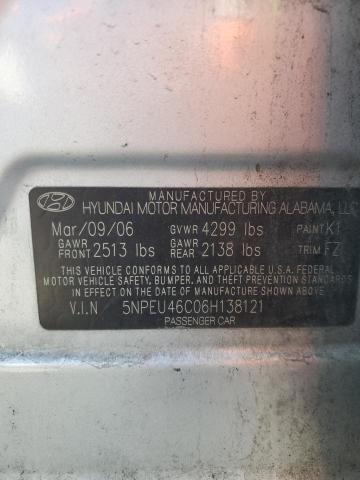 MANUFACTURED BY
HYUNDAI MOTOR MANUFACTURING ALABAMA, LLC
Mar/09/06 GVWR 4299 lbs PAINT K1
GAWR FRONT 2513 lbs GAWR REAR 2138 lbs TRIM FZ
THIS VEHICLE CONFORMS TO ALL APPLICABLE U.S.A. FEDERAL
MOTOR VEHICLE SAFETY, BUMPER, AND THEFT PREVENTION
STANDARDS IN EFFECT ON THE DATE OF MANUFACTURE
V.I.N 5NPEU46C06H138121
PASSENGER CAR